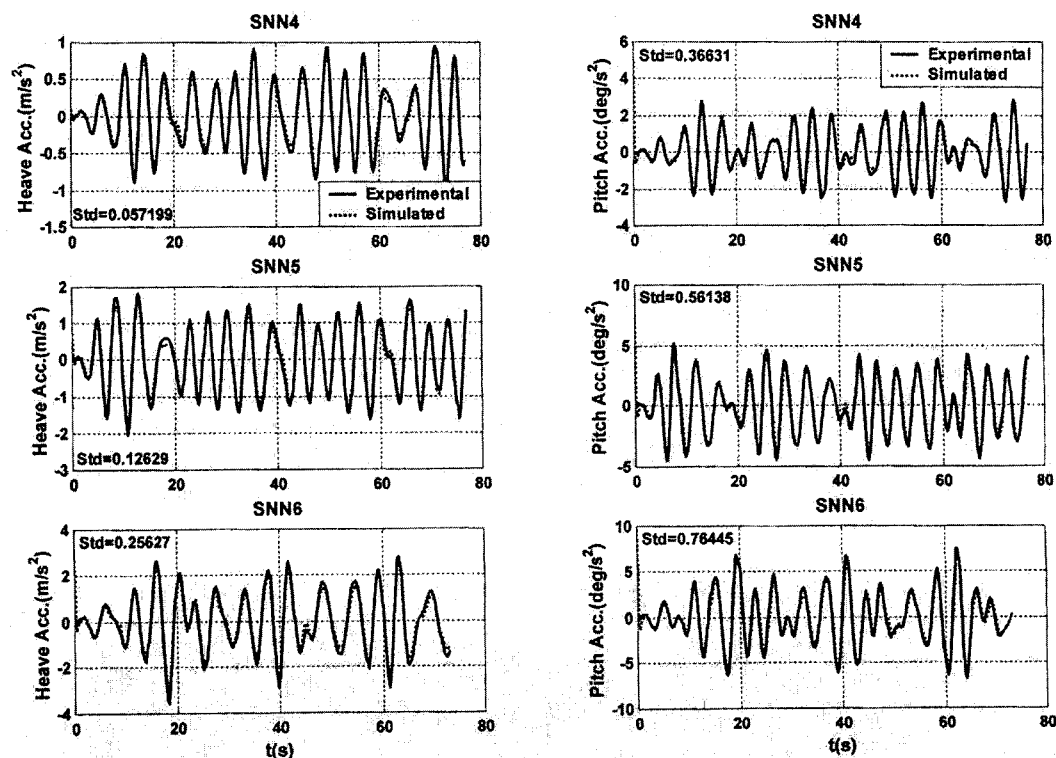 SNN4
Heave Acc.(m/s²)
1
0.5
0
-0.5
-1
-1.5
Std=0.057199
Experimental
Simulated
0 20 40 60 80
SNN4
Pitch Acc.(deg/s²)
6
4
2
0
-2
-4
Std=0.36631
Experimental
Simulated
0 20 40 60 80
SNN5
Heave Acc.(m/s²)
2
1
0
-1
-2
-3
Std=0.12629
0 20 40 60 80
SNN5
Pitch Acc.(deg/s²)
10
5
0
-5
Std=0.56138
0 20 40 60 80
SNN6
Heave Acc.(m/s²)
4
2
0
-2
-4
Std=0.25627
0 20 40 60 80
t(s)
SNN6
Pitch Acc.(deg/s²)
10
5
0
-5
-10
Std=0.76445
0 20 40 60 80
t(s)